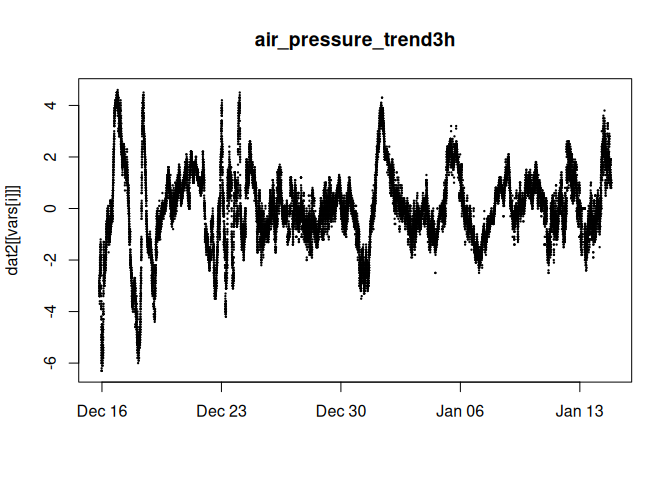 air_pressure_trend3h
dat2[[vars[i]]]
4
2
0
-2
-4
-6
Dec 16 Dec 23 Dec 30 Jan 06 Jan 13